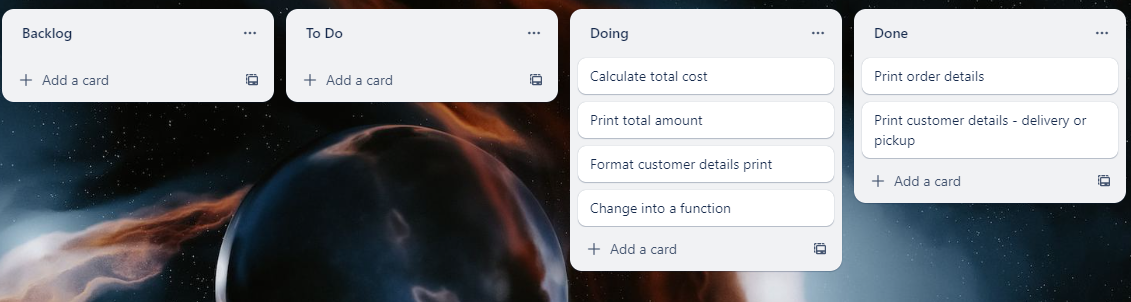 Backlog
Add a card
To Do
Add a card
Doing
Calculate total cost
Print total amount
Format customer details print
Change into a function
Add a card
Done
Print order details
Print customer details - delivery or
pickup
Add a card